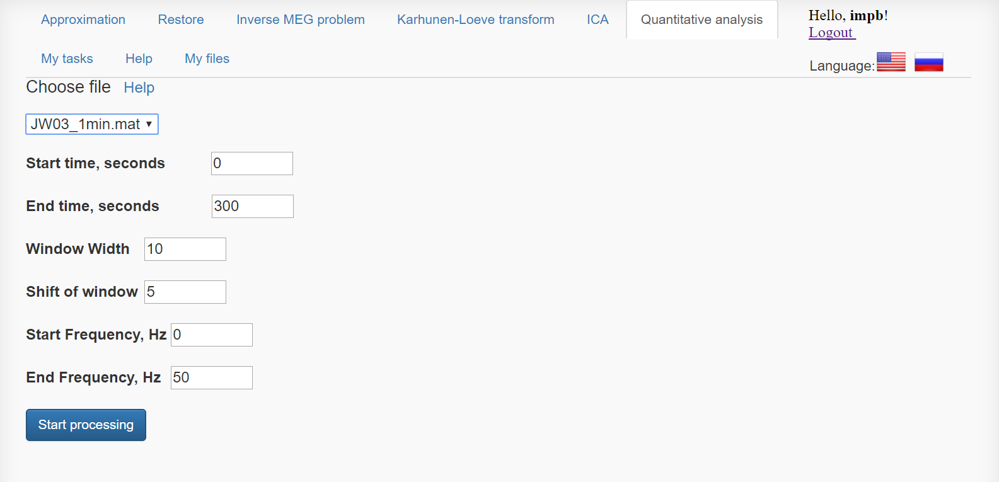 Approximation Restore Inverse MEG problem Karhunen-Loeve transform ICA Quantitative analysis
Hello, impb!
Logout
My tasks Help My files
Language:
Choose file Help
JW03_1min.mat
Start time, seconds 0
End time, seconds 300
Window Width 10
Shift of window 5
Start Frequency, Hz 0
End Frequency, Hz 50
Start processing